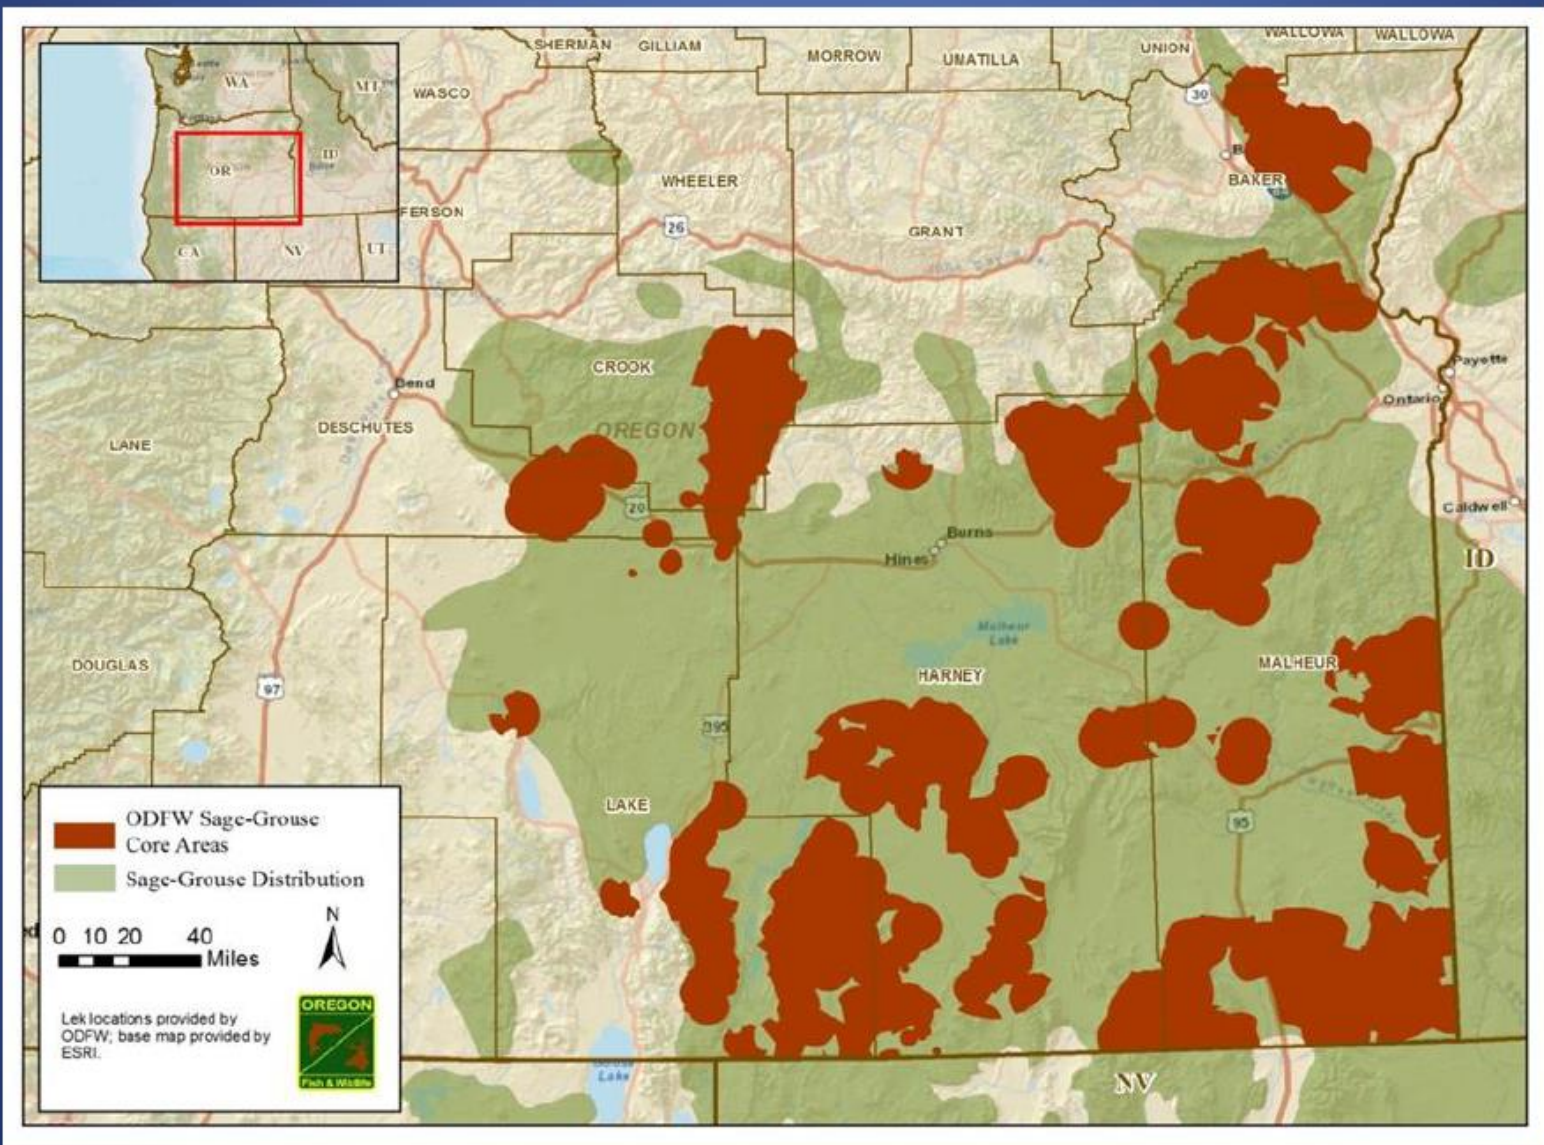 SHERMAN
GILLIAM
MORROW
UMATILLA
UNION
WALLOWA
WALLOWA
WA
MT
WASCO
30
ID
OR
WHEELER
BAKER
FERSON
26
GRANT
CA
NV
UT
CROOK
Payette
Bend
Ontario
DESCHUTES
OREGON
LANE
20
Caldwell
Burns
Hines
ID
Malheur
Lake
DOUGLAS
MALHEUR
HARNEY
97
395
LAKE
ODFW Sage-Grouse
Core Areas
95
Sage-Grouse Distribution
N
0 10 20 40
Miles
OREGON
Lek locations provided by
ODFW; base map provided by
ESRI.
Fish & Wildlife
Goose
Lake
NV